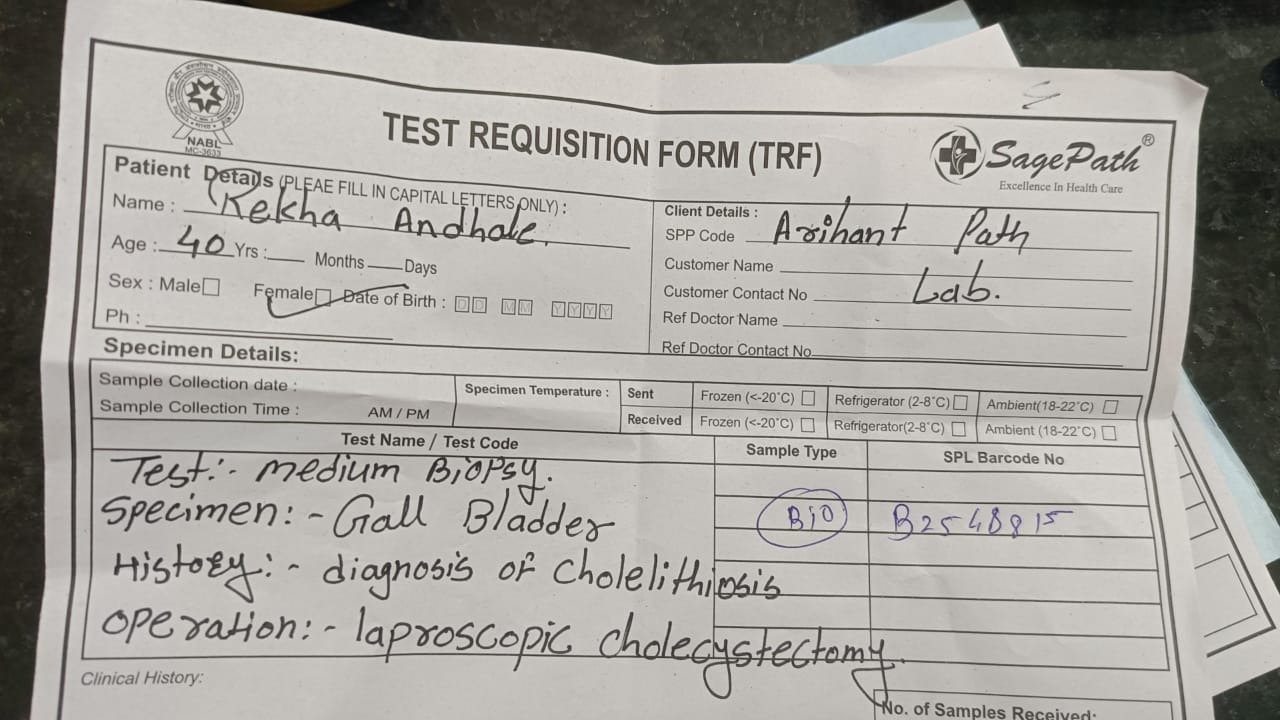 NABL
MC-3633
TEST REQUISITION FORM (TRF)
SagePath®
Excellence In Health Care
Patient Details (PLEAE FILL IN CAPITAL LETTERS ONLY) :
Name : Rekha Andhale.
Age : 40 Yrs : Months Days
Sex : Male Female Date of Birth : DD MM YYYY
Ph :
Client Details :
SPP Code Arihant Path
Customer Name
Customer Contact No Lab.
Ref Doctor Name
Ref Doctor Contact No
Specimen Details:
Sample Collection date :
Sample Collection Time : AM / PM
Specimen Temperature :
Sent Frozen (<-20°C) Refrigerator (2-8°C) Ambient(18-22°C)
Received Frozen (<-20°C) Refrigerator(2-8°C) Ambient (18-22°C)
Test Name / Test Code Sample Type SPL Barcode No
Test:- medium Biopsy.
Specimen:- Gall Bladder
Bio B2548815
History:- diagnosis of Cholelithiosis
Operation:- laproscopic cholecystectomy.
Clinical History:
No. of Samples Received: